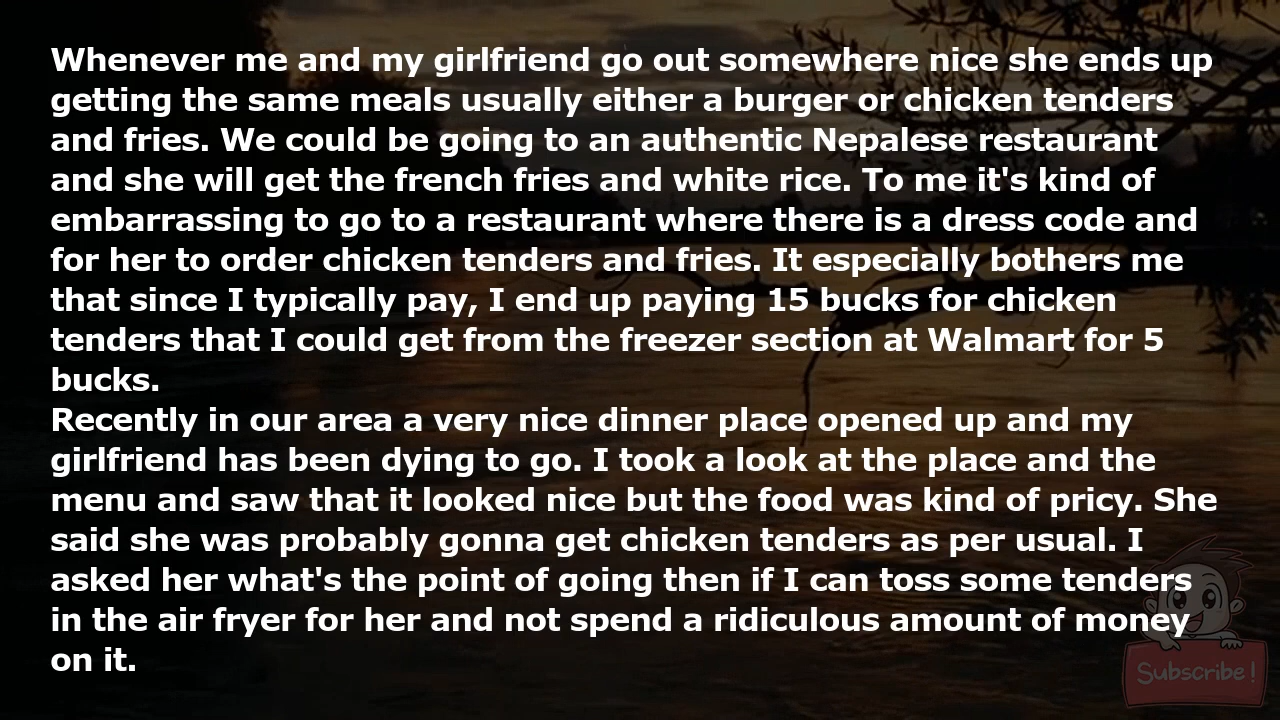 Whenever me and my girlfriend go out somewhere nice she ends up
getting the same meals usually either a burger or chicken tenders
and fries. We could be going to an authentic Nepalese restaurant
and she will get the french fries and white rice. To me it's kind of
embarrassing to go to a restaurant where there is a dress code and
for her to order chicken tenders and fries. It especially bothers me
that since I typically pay, I end up paying 15 bucks for chicken
tenders that I could get from the freezer section at Walmart for 5
bucks.
Recently in our area a very nice dinner place opened up and my
girlfriend has been dying to go. I took a look at the place and the
menu and saw that it looked nice but the food was kind of pricy. She
said she was probably gonna get chicken tenders as per usual. I
asked her what's the point of going then if I can toss some tenders
in the air fryer for her and not spend a ridiculous amount of money
on it.
Subscribe!